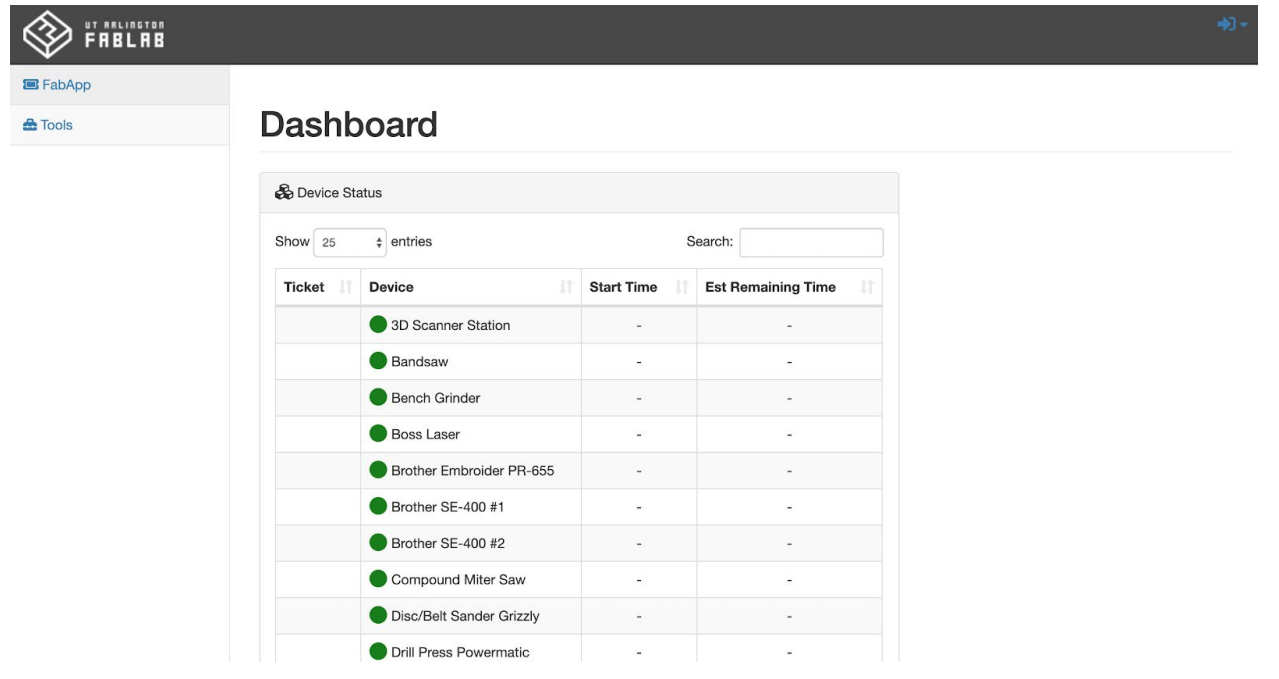 UT ARLINGTON
FABLAB
FabApp
Tools
Dashboard
Device Status
Show 25 entries Search:
Ticket Device Start Time Est Remaining Time
3D Scanner Station - -
Bandsaw - -
Bench Grinder - -
Boss Laser - -
Brother Embroider PR-655 - -
Brother SE-400 #1 - -
Brother SE-400 #2 - -
Compound Miter Saw - -
Disc/Belt Sander Grizzly - -
Drill Press Powermatic - -